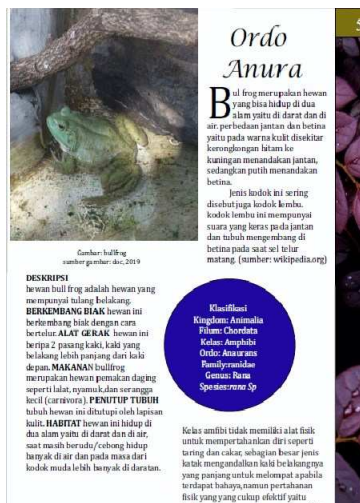 Ordo
Anura
Bul frog merupakan hewan
yang bisa hidup di dua
alam yaitu di darat dan di
air. perbedaan jantan dan betina
yaitu pada warna kulit disekitar
kerongkongan hitam ke
kuningan menandakan jantan,
sedangkan putih menandakan
betina.
Jenis kodok ini sering
disebut juga kodok lembu.
kodok lembu ini mempunyai
suara yang keras pada jantan
dan tubuh mengembang di
betina pada saat sel telur
matang. (sumber: wikipedia.org)
Gambar: bullfrog
sumber gambar: doc, 2019
DESKRIPSI
hewan bull frog adalah hewan yang
mempunyai tulang belakang.
BERKEMBANG BIAK hewan ini
berkembang biak dengan cara
bertelur. ALAT GERAK hewan ini
berupa 2 pasang kaki, kaki yang
belakang lebih panjang dari kaki
depan. MAKANAN bullfrog
merupakan hewan pemakan daging
seperti lalat, nyamuk,dan serangga
kecil (carnivora). PENUTUP TUBUH
tubuh hewan ini ditutupi oleh lapisan
kulit. HABITAT hewan ini hidup di
dua alam yaitu di darat dan di air,
saat masih berudu/cebong hidup
banyak di air dan pada masa dari
kodok muda lebih banyak di daratan.
Klasifikasi
Kingdom: Animalia
Filum: Chordata
Kelas: Amphibi
Ordo: Anaurans
Family:ranidae
Genus: Rana
Spesies:rana Sp
Kelas amfibi tidak memiliki alat fisik
untuk mempertahankan diri seperti
taring dan cakar, sebagian besar jenis
katak mengandalkan kaki belakangnya
yang panjang untuk melompat apabila
terdapat bahaya,namun pertahanan
fisik yang yang cukup efektif yaitu